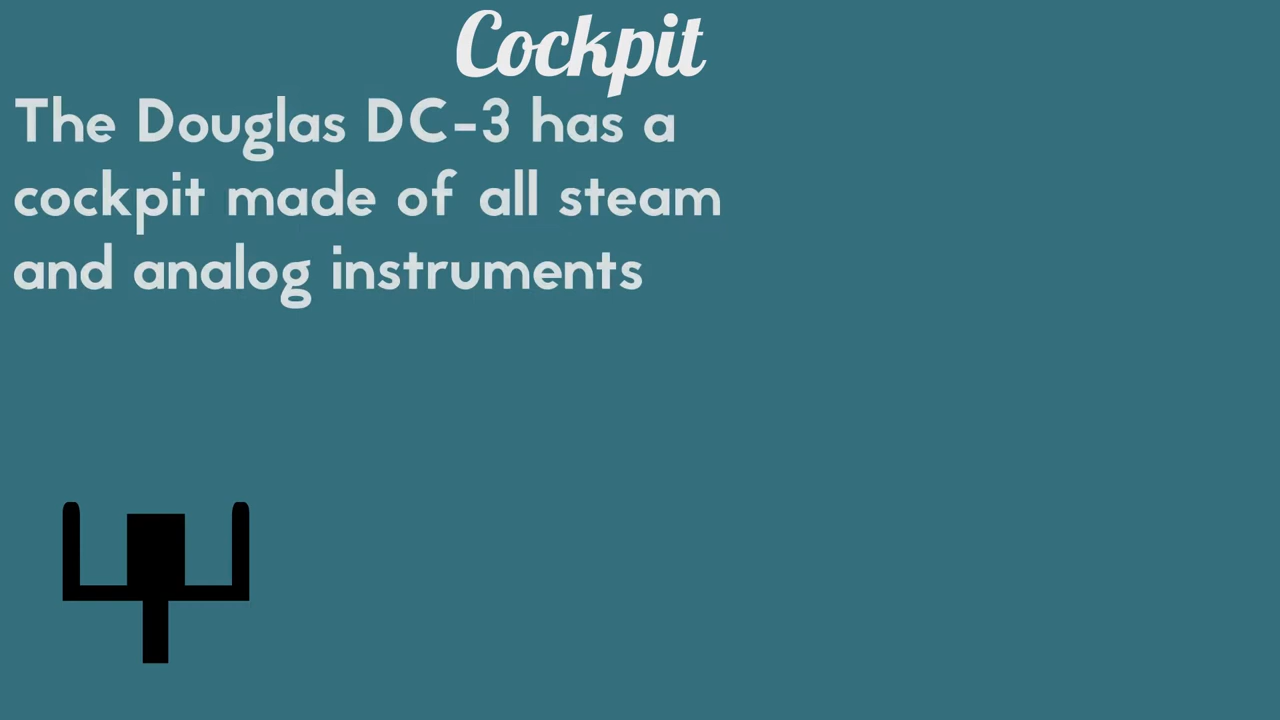 Cockpit
The Douglas DC-3 has a
cockpit made of all steam
and analog instruments